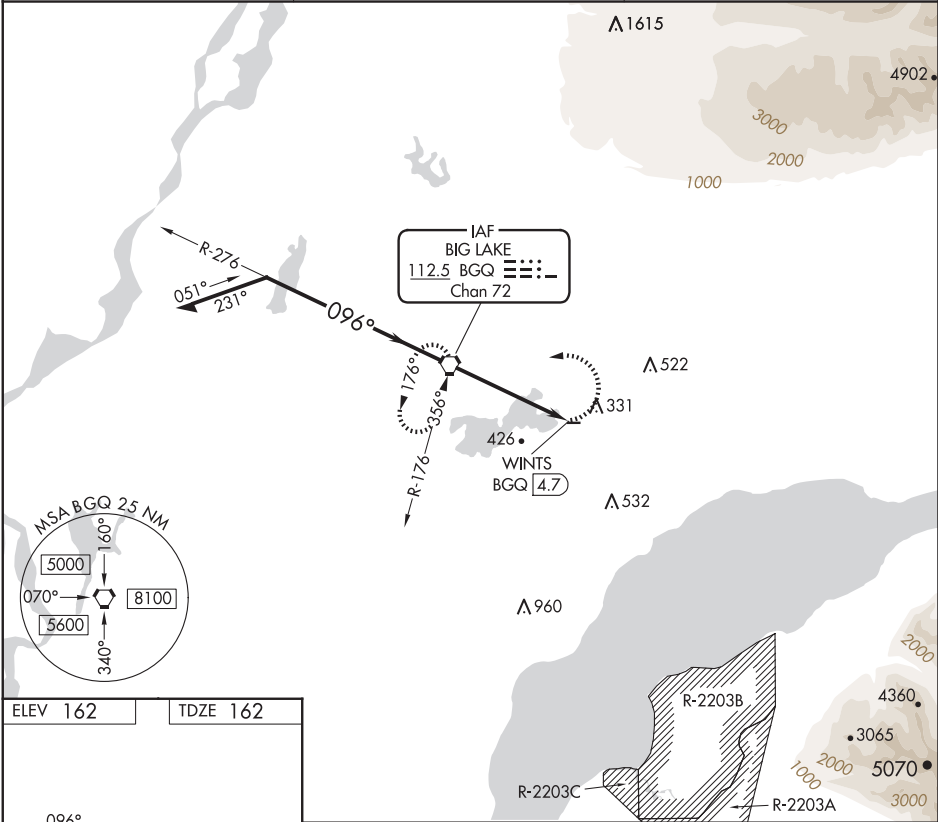 1615
4902
3000
2000
1000
IAF
BIG LAKE
112.5 BGQ
Chan 72
R-276
051°
231°
096°
176°
356°
R-176
522
331
426
WINTS
BGQ 4.7
532
MSA BGQ 25 NM
160°
5000
070°
8100
5600
340°
960
2000
R-2203B
4360
3065
2000
1000
5070
R-2203C
R-2203A
3000
ELEV 162
TDZE 162
096°